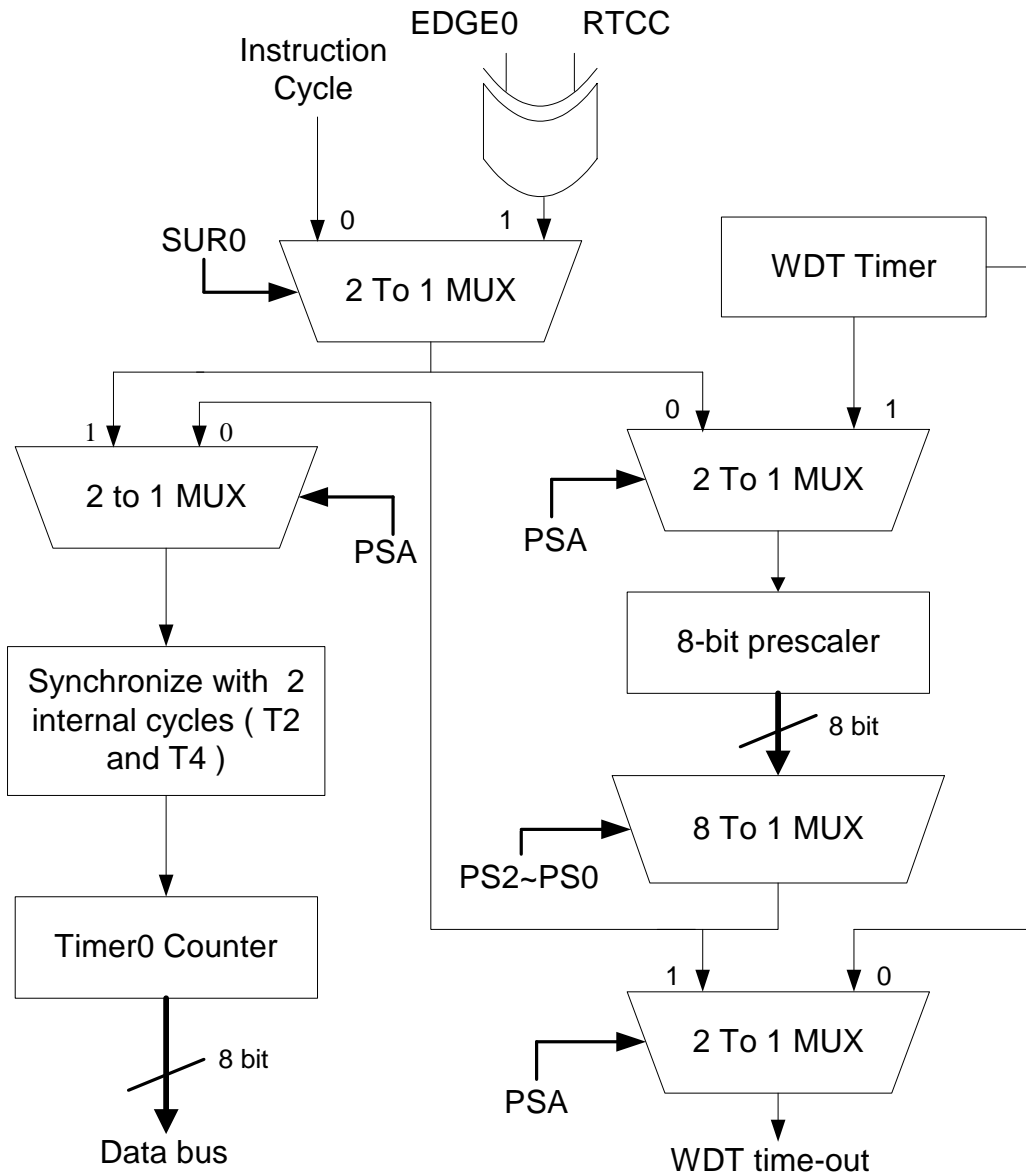 EDGE0 RTCC
Instruction
Cycle
0 1
SUR0
2 To 1 MUX
WDT Timer
1 0
0 1
2 to 1 MUX
2 To 1 MUX
PSA
PSA
8-bit prescaler
Synchronize with 2
internal cycles ( T2
and T4 )
8 bit
8 To 1 MUX
PS2~PS0
Timer0 Counter
1 0
2 To 1 MUX
8 bit
PSA
Data bus
WDT time-out